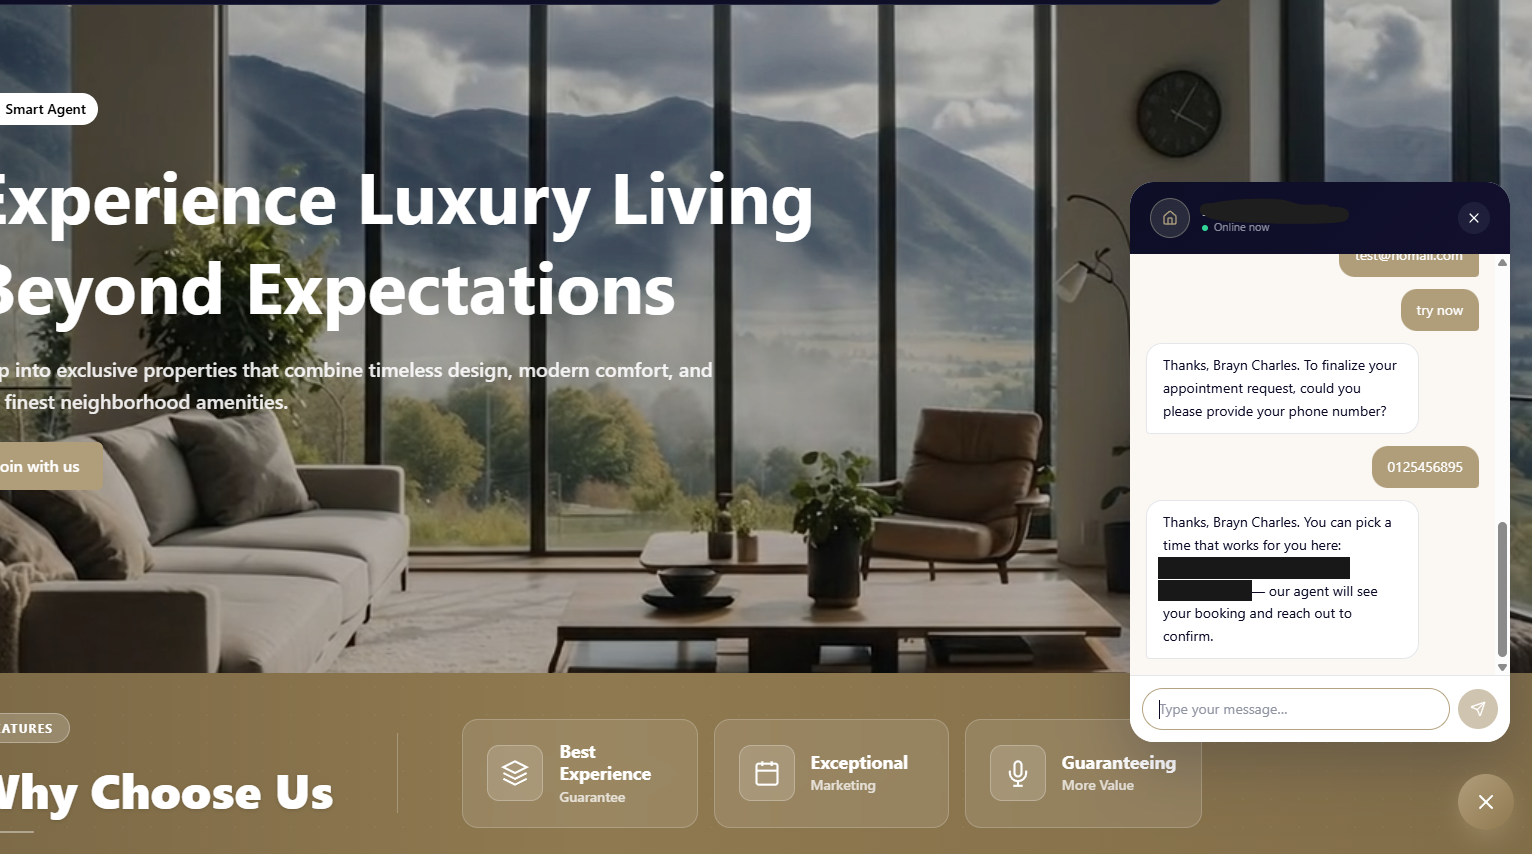 Smart Agent
Experience Luxury Living
Beyond Expectations
p into exclusive properties that combine timeless design, modern comfort, and
finest neighborhood amenities.
oin with us
Online now
test@nomail.com
try now
Thanks, Brayn Charles. To finalize your
appointment request, could you
please provide your phone number?
0125456895
Thanks, Brayn Charles. You can pick a
time that works for you here:
— our agent will see
your booking and reach out to
confirm.
Type your message...
ATURES
Why Choose Us
Best
Experience
Guarantee
Exceptional
Marketing
Guaranteeing
More Value